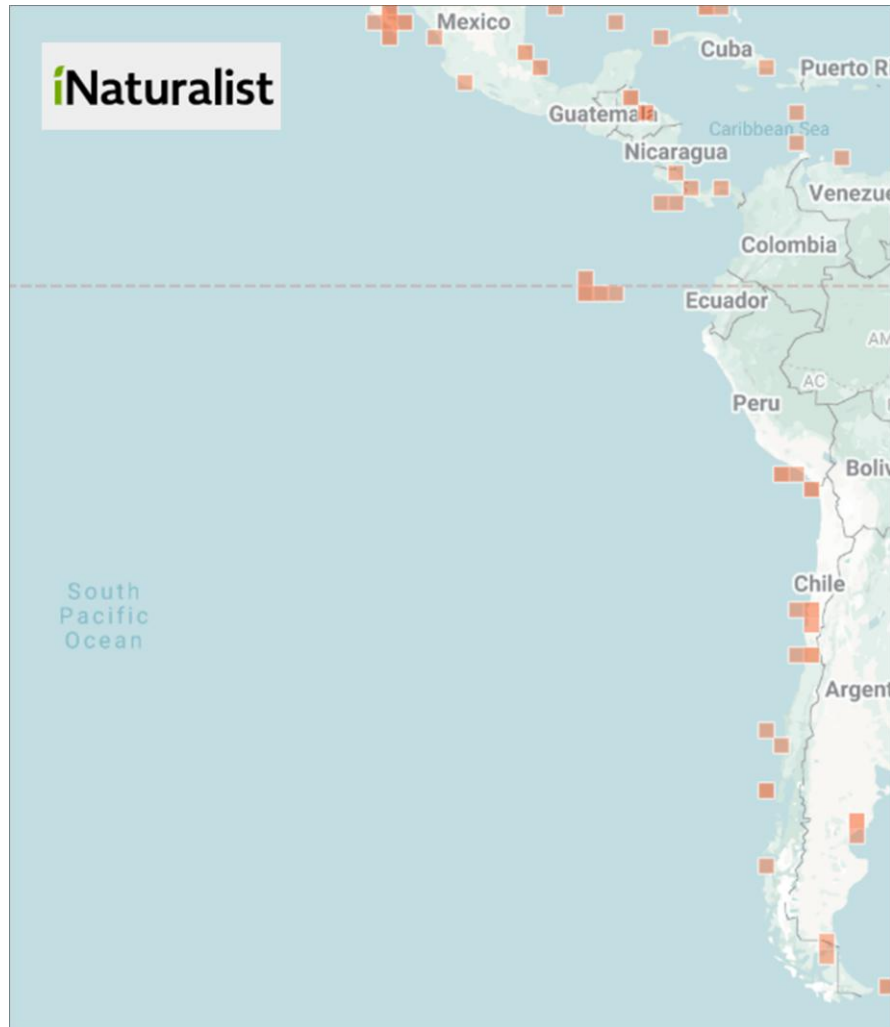 Mexico
iNaturalist
Cuba
Puerto Ri
Guatemala
Caribbean Sea
Nicaragua
Venezue
Colombia
Ecuador
AM
AC
Peru
Boliv
Chile
South
Pacific
Ocean
Argent